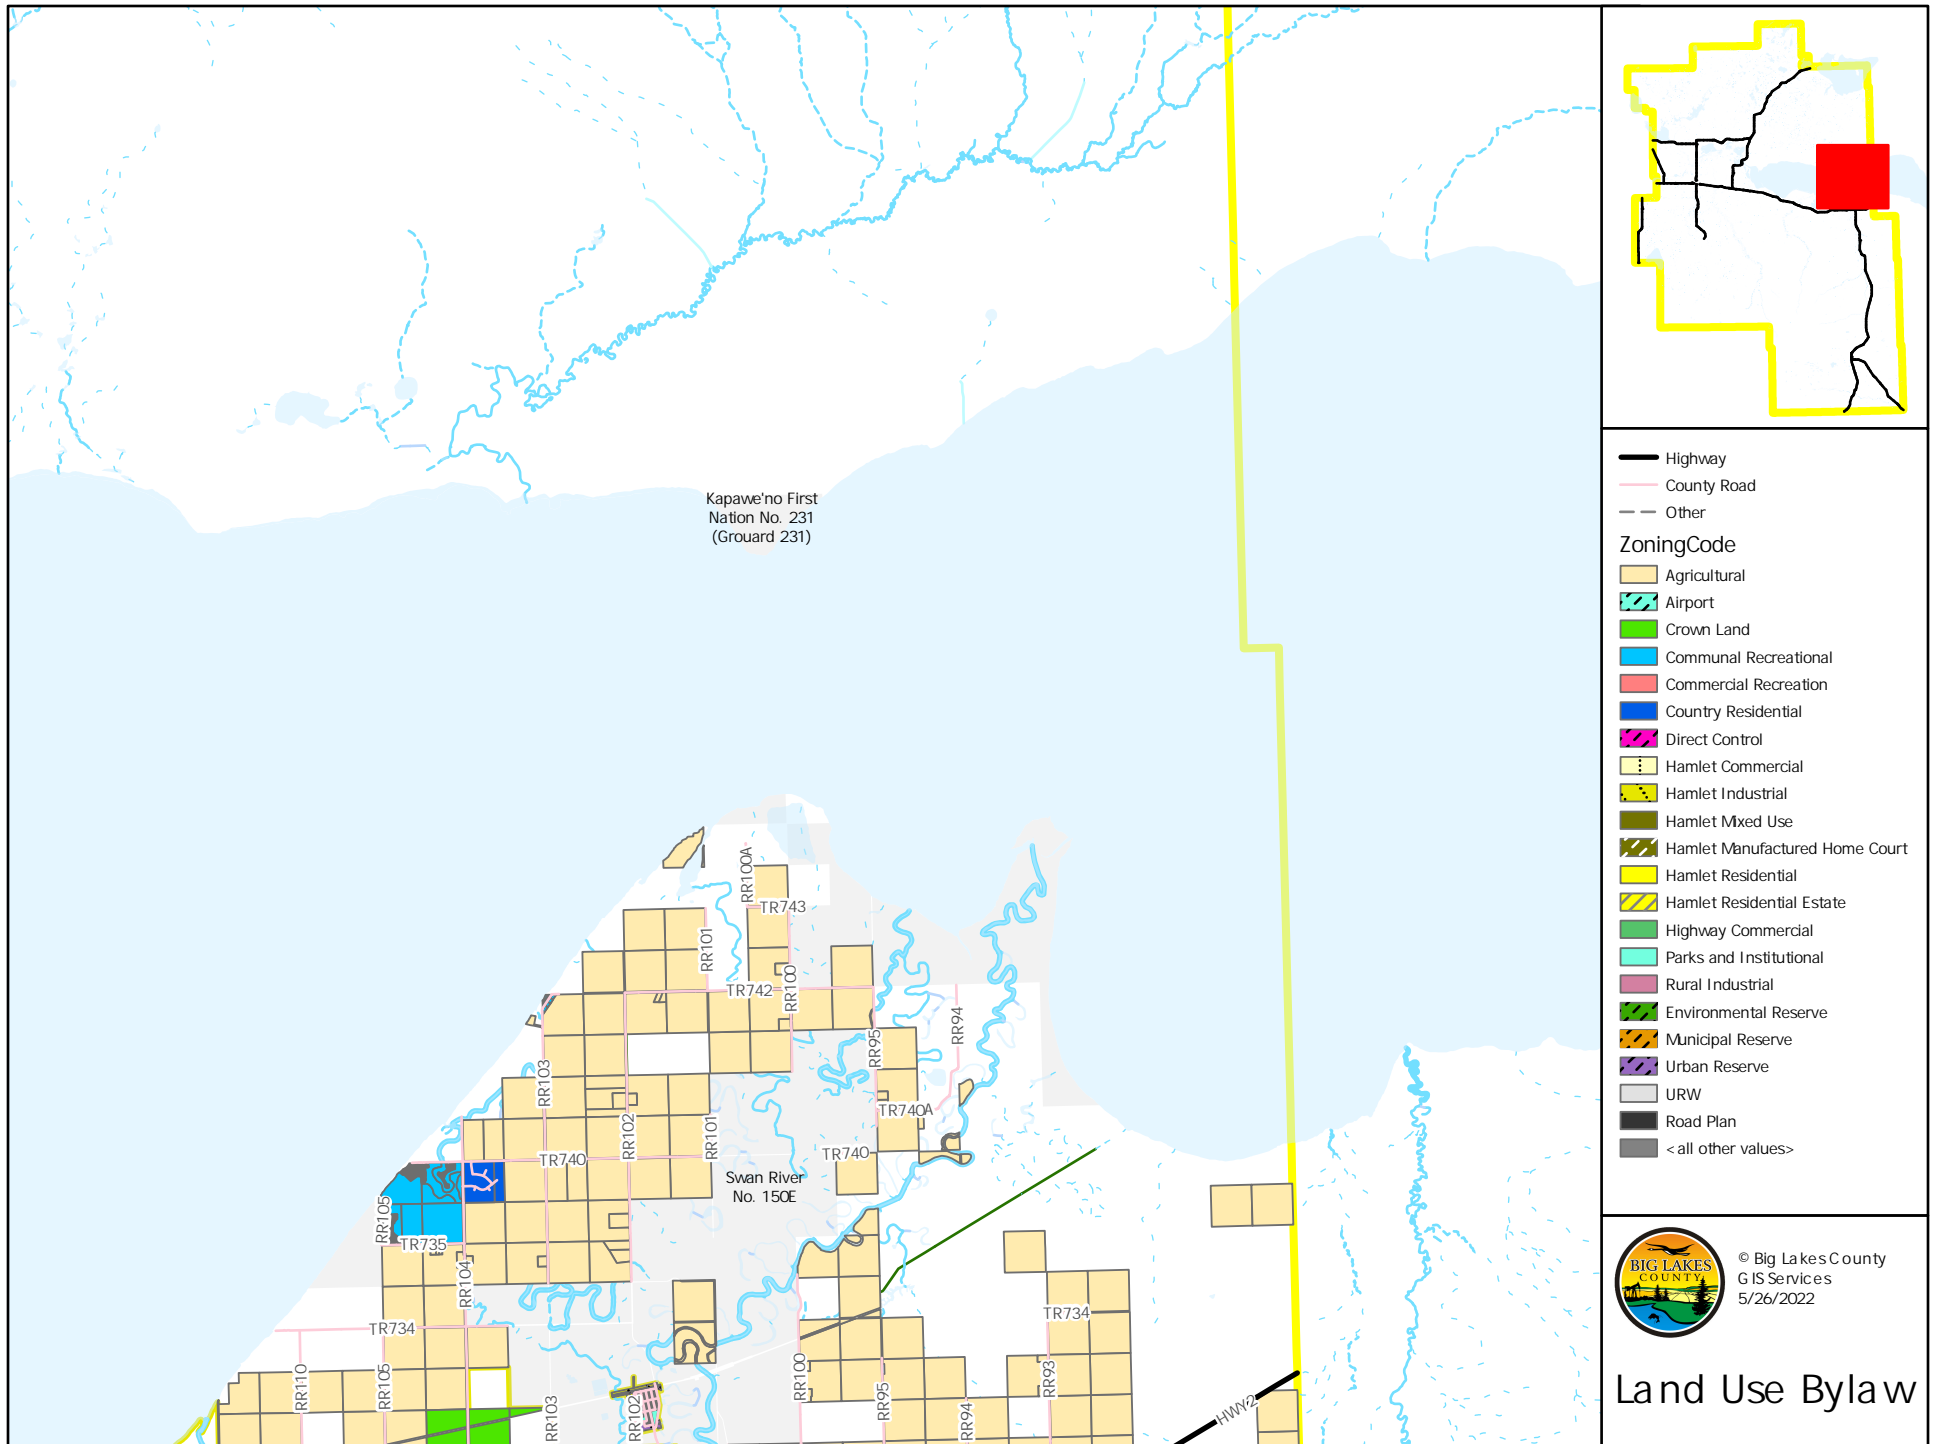 Kapawe'no First
Nation No. 231
(Grouard 231)
RR100A
TR743
RR101
RR100
TR742
RR94
RR95
RR103
TR740A
RR102
RR101
TR740
TR740
Swan River
No. 150E
RR105
TR735
RR104
TR734
TR734
RR110
RR105
RR103
RR102
RR100
RR95
RR94
RR93
HWY2
Highway
County Road
Other
ZoningCode
Agricultural
Airport
Crown Land
Communal Recreational
Commercial Recreation
Country Residential
Direct Control
Hamlet Commercial
Hamlet Industrial
Hamlet Mixed Use
Hamlet Manufactured Home Court
Hamlet Residential
Hamlet Residential Estate
Highway Commercial
Parks and Institutional
Rural Industrial
Environmental Reserve
Municipal Reserve
Urban Reserve
URW
Road Plan
<all other values>
BIG LAKES
COUNTY
© Big Lakes County
GIS Services
5/26/2022
Land Use Bylaw